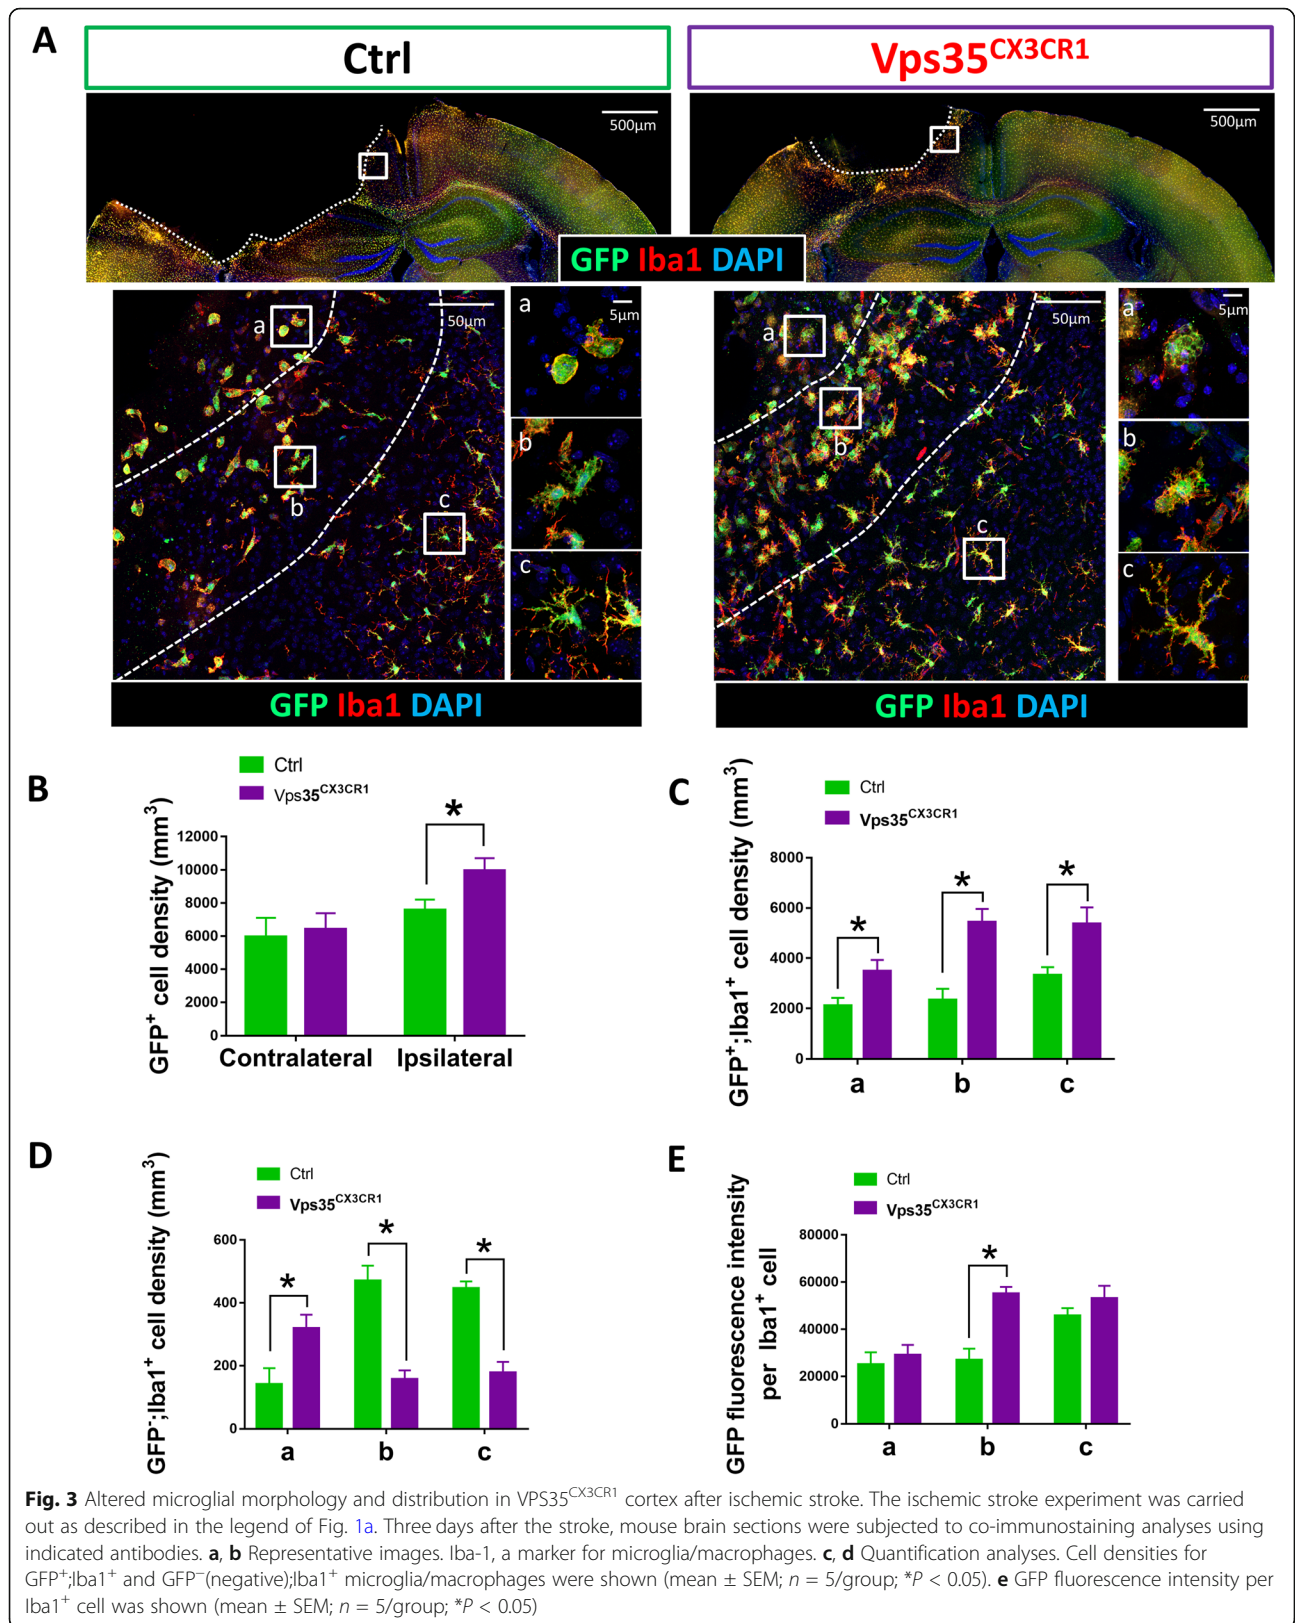 A
Ctrl
Vps35CX3CR1
500µm
500µm
GFP Iba1 DAPI
a
50µm
a
5µm
b
b
c
c
a
50µm
a
5µm
b
b
c
c
GFP Iba1 DAPI
GFP Iba1 DAPI
B
Ctrl
Vps35CX3CR1
GFP+ cell density (mm3)
12000
10000
8000
6000
4000
2000
0
*
Contralateral
Ipsilateral
C
Ctrl
Vps35CX3CR1
GFP+;Iba1+ cell density (mm3)
8000
6000
4000
2000
0
*
*
*
a
b
c
D
Ctrl
Vps35CX3CR1
GFP-;Iba1+ cell density (mm3)
600
400
200
0
*
*
*
a
b
c
E
Ctrl
Vps35CX3CR1
GFP fluorescence intensity
per Iba1+ cell
80000
60000
40000
20000
0
*
a
b
c
Fig. 3 Altered microglial morphology and distribution in VPS35CX3CR1 cortex after ischemic stroke. The ischemic stroke experiment was carried
out as described in the legend of Fig. 1a. Three days after the stroke, mouse brain sections were subjected to co-immunostaining analyses using
indicated antibodies. a, b Representative images. Iba-1, a marker for microglia/macrophages. c, d Quantification analyses. Cell densities for
GFP+;Iba1+ and GFP−(negative);Iba1+ microglia/macrophages were shown (mean ± SEM; n = 5/group; *P < 0.05). e GFP fluorescence intensity per
Iba1+ cell was shown (mean ± SEM; n = 5/group; *P < 0.05)